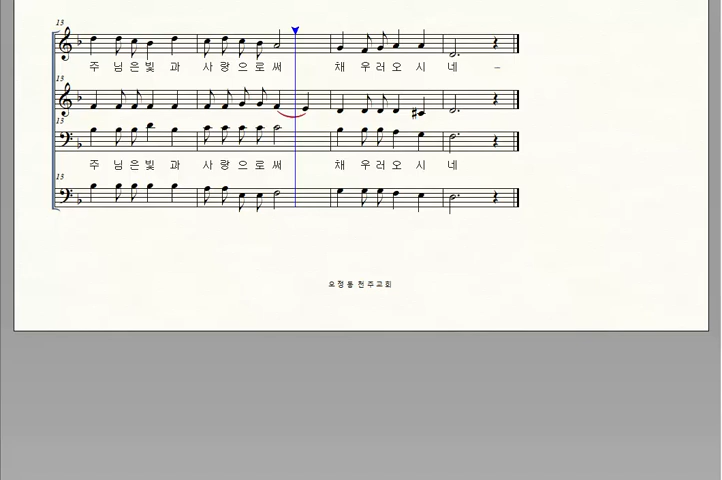 13
주 님 은 빛 과 사 랑 으 로 써 채 우 러 오 시 네 –
13
13
주 님 은 빛 과 사 랑 으 로 써 채 우 러 오 시 네
13
요 정 동 천 주 교 회